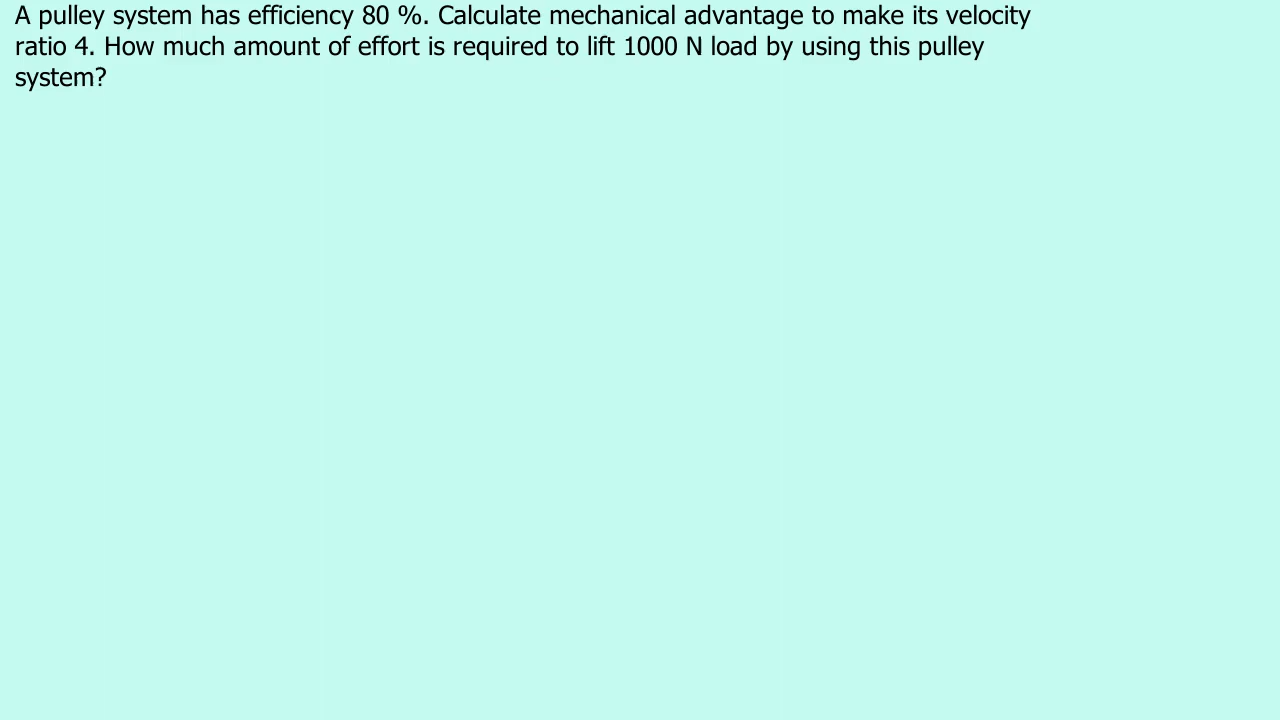 A pulley system has efficiency 80 %. Calculate mechanical advantage to make its velocity
ratio 4. How much amount of effort is required to lift 1000 N load by using this pulley
system?